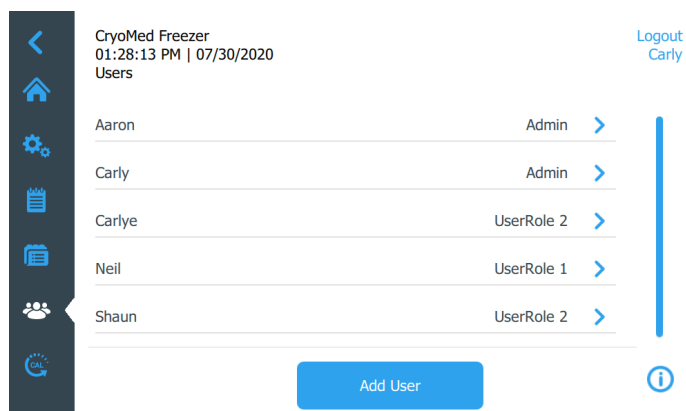 CryoMed Freezer
01:28:13 PM | 07/30/2020
Users
Logout
Carly
Aaron Admin
Carly Admin
Carlye UserRole 2
Neil UserRole 1
Shaun UserRole 2
CAL
Add User